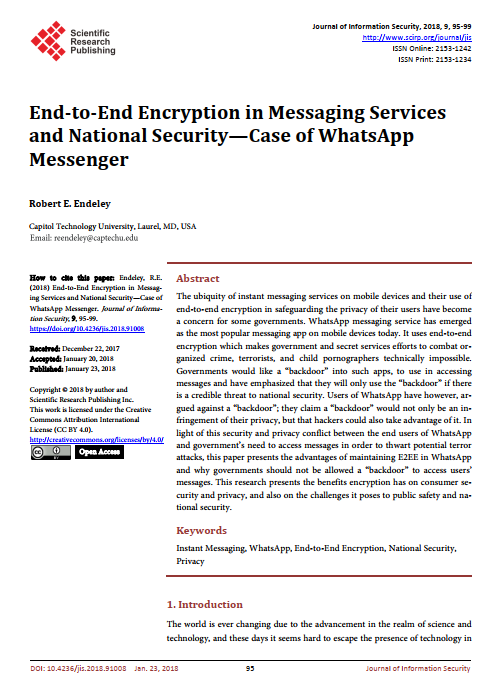 Scientific
Research
Publishing
Journal of Information Security, 2018, 9, 95-99
http://www.scirp.org/journal/jis
ISSN Online: 2153-1242
ISSN Print: 2153-1234
End-to-End Encryption in Messaging Services
and National Security—Case of WhatsApp
Messenger
Robert E. Endeley
Capitol Technology University, Laurel, MD, USA
Email: reendeley@captechu.edu
How to cite this paper: Endeley, R.E.
(2018) End-to-End Encryption in Messag-
ing Services and National Security—Case of
WhatsApp Messenger. Journal of Informa-
tion Security, 9, 95-99.
https://doi.org/10.4236/jis.2018.91008
Received: December 22, 2017
Accepted: January 20, 2018
Published: January 23, 2018
Copyright © 2018 by author and
Scientific Research Publishing Inc.
This work is licensed under the Creative
Commons Attribution International
License (CC BY 4.0).
http://creativecommons.org/licenses/by/4.0/
cc Open Access
Abstract
The ubiquity of instant messaging services on mobile devices and their use of
end-to-end encryption in safeguarding the privacy of their users have become
a concern for some governments. WhatsApp messaging service has emerged
as the most popular messaging app on mobile devices today. It uses end-to-end
encryption which makes government and secret services efforts to combat or-
ganized crime, terrorists, and child pornographers technically impossible.
Governments would like a "backdoor" into such apps, to use in accessing
messages and have emphasized that they will only use the "backdoor" if there
is a credible threat to national security. Users of WhatsApp have however, ar-
gued against a "backdoor"; they claim a "backdoor" would not only be an in-
fringement of their privacy, but that hackers could also take advantage of it. In
light of this security and privacy conflict between the end users of WhatsApp
and government's need to access messages in order to thwart potential terror
attacks, this paper presents the advantages of maintaining E2EE in WhatsApp
and why governments should not be allowed a "backdoor" to access users'
messages. This research presents the benefits encryption has on consumer se-
curity and privacy, and also on the challenges it poses to public safety and na-
tional security.
Keywords
Instant Messaging, WhatsApp, End-to-End Encryption, National Security,
Privacy
1. Introduction
The world is ever changing due to the advancement in the realm of science and
technology, and these days it seems hard to escape the presence of technology in
DOI: 10.4236/jis.2018.91008 Jan. 23, 2018 95 Journal of Information Security